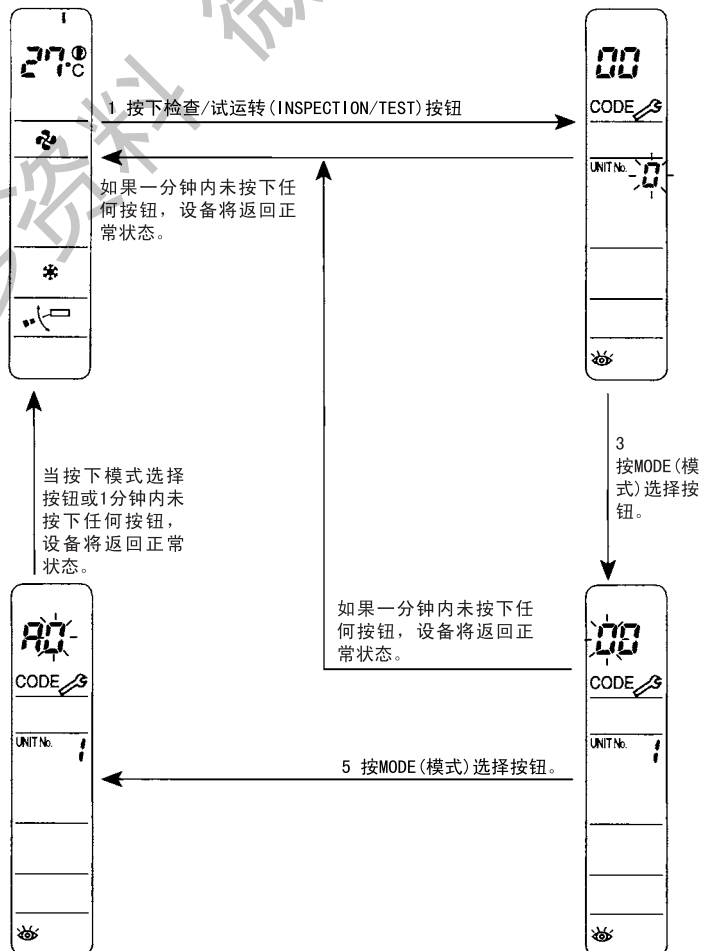 27°C
1 按下检查/试运转(INSPECTION/TEST)按钮
如果一分钟内未按下任
何按钮，设备将返回正
常状态。
00
CODE
UNIT No. 0
3
按MODE(模
式)选择按
钮。
当按下模式选择
按钮或1分钟内未
按下任何按钮，
设备将返回正常
状态。
如果一分钟内未按下任
何按钮，设备将返回正
常状态。
00
CODE
UNIT No. 1
5 按MODE(模式)选择按钮。
A0
CODE
UNIT No. 1
资料